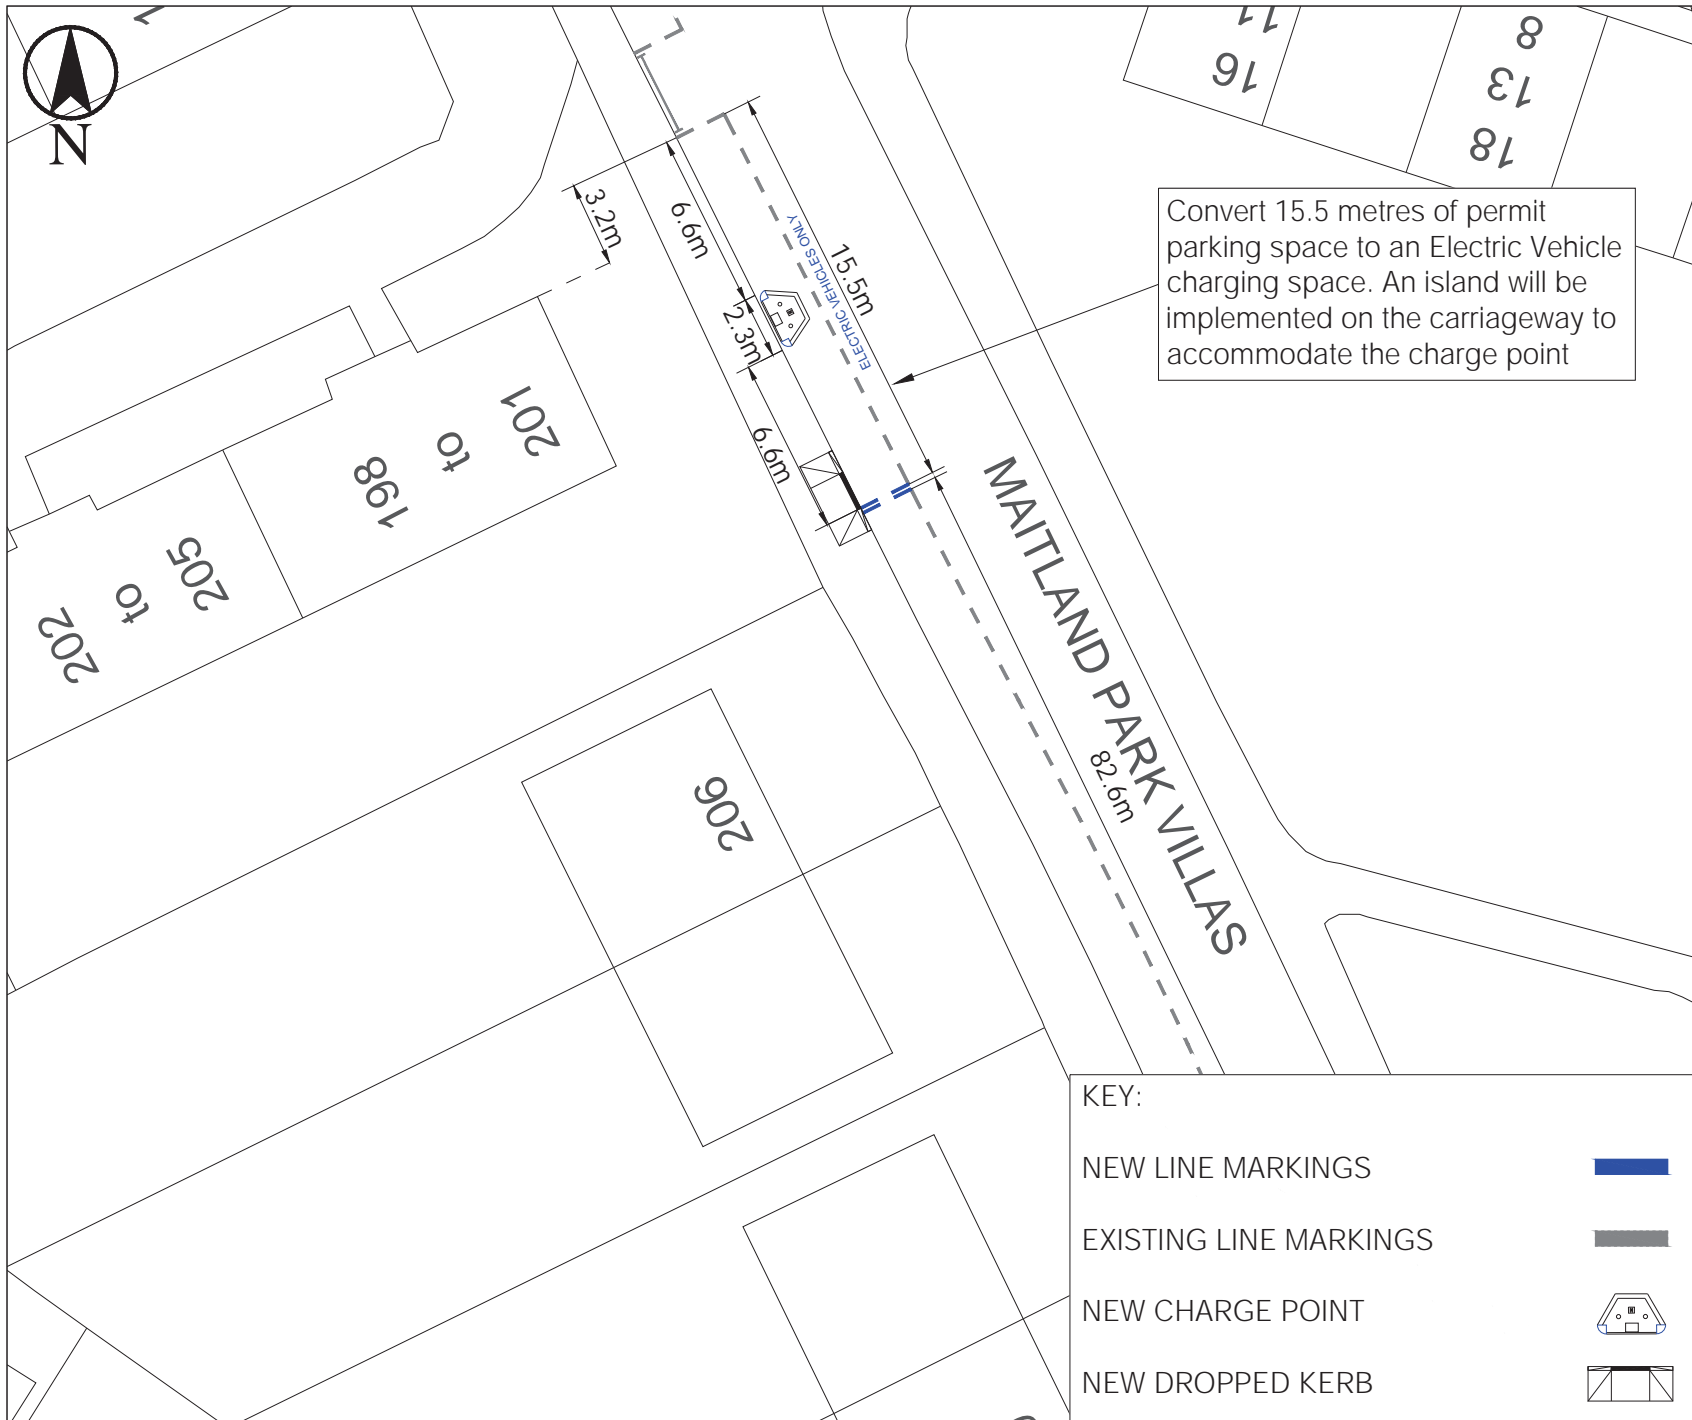 N
1
11
16
8
13
18
Convert 15.5 metres of permit
parking space to an Electric Vehicle
charging space. An island will be
implemented on the carriageway to
accommodate the charge point
3.2m
6.6m
15.5m
ELECTRIC VEHICLES ONLY
2.3m
6.6m
201
to
198
205
to
202
MAITLAND PARK VILLAS
82.6m
206
KEY:
NEW LINE MARKINGS
EXISTING LINE MARKINGS
NEW CHARGE POINT
NEW DROPPED KERB